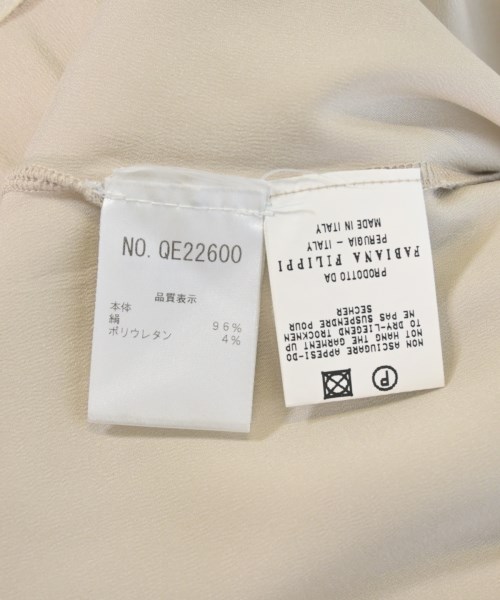 NO. QE22600
品質表示
本体
絹 96%
ポリウレタン 4%
PRODOTTO DA
FABIANA FILIPPI
PERUGIA - ITALY
MADE IN ITALY
NON ASCIUGARE APPESI-DO
NOT HANG THE GARMENT UP
TO DRY-LIEGEND TROCKNEN
NE PAS SUSPENDRE POUR
SECHER
P